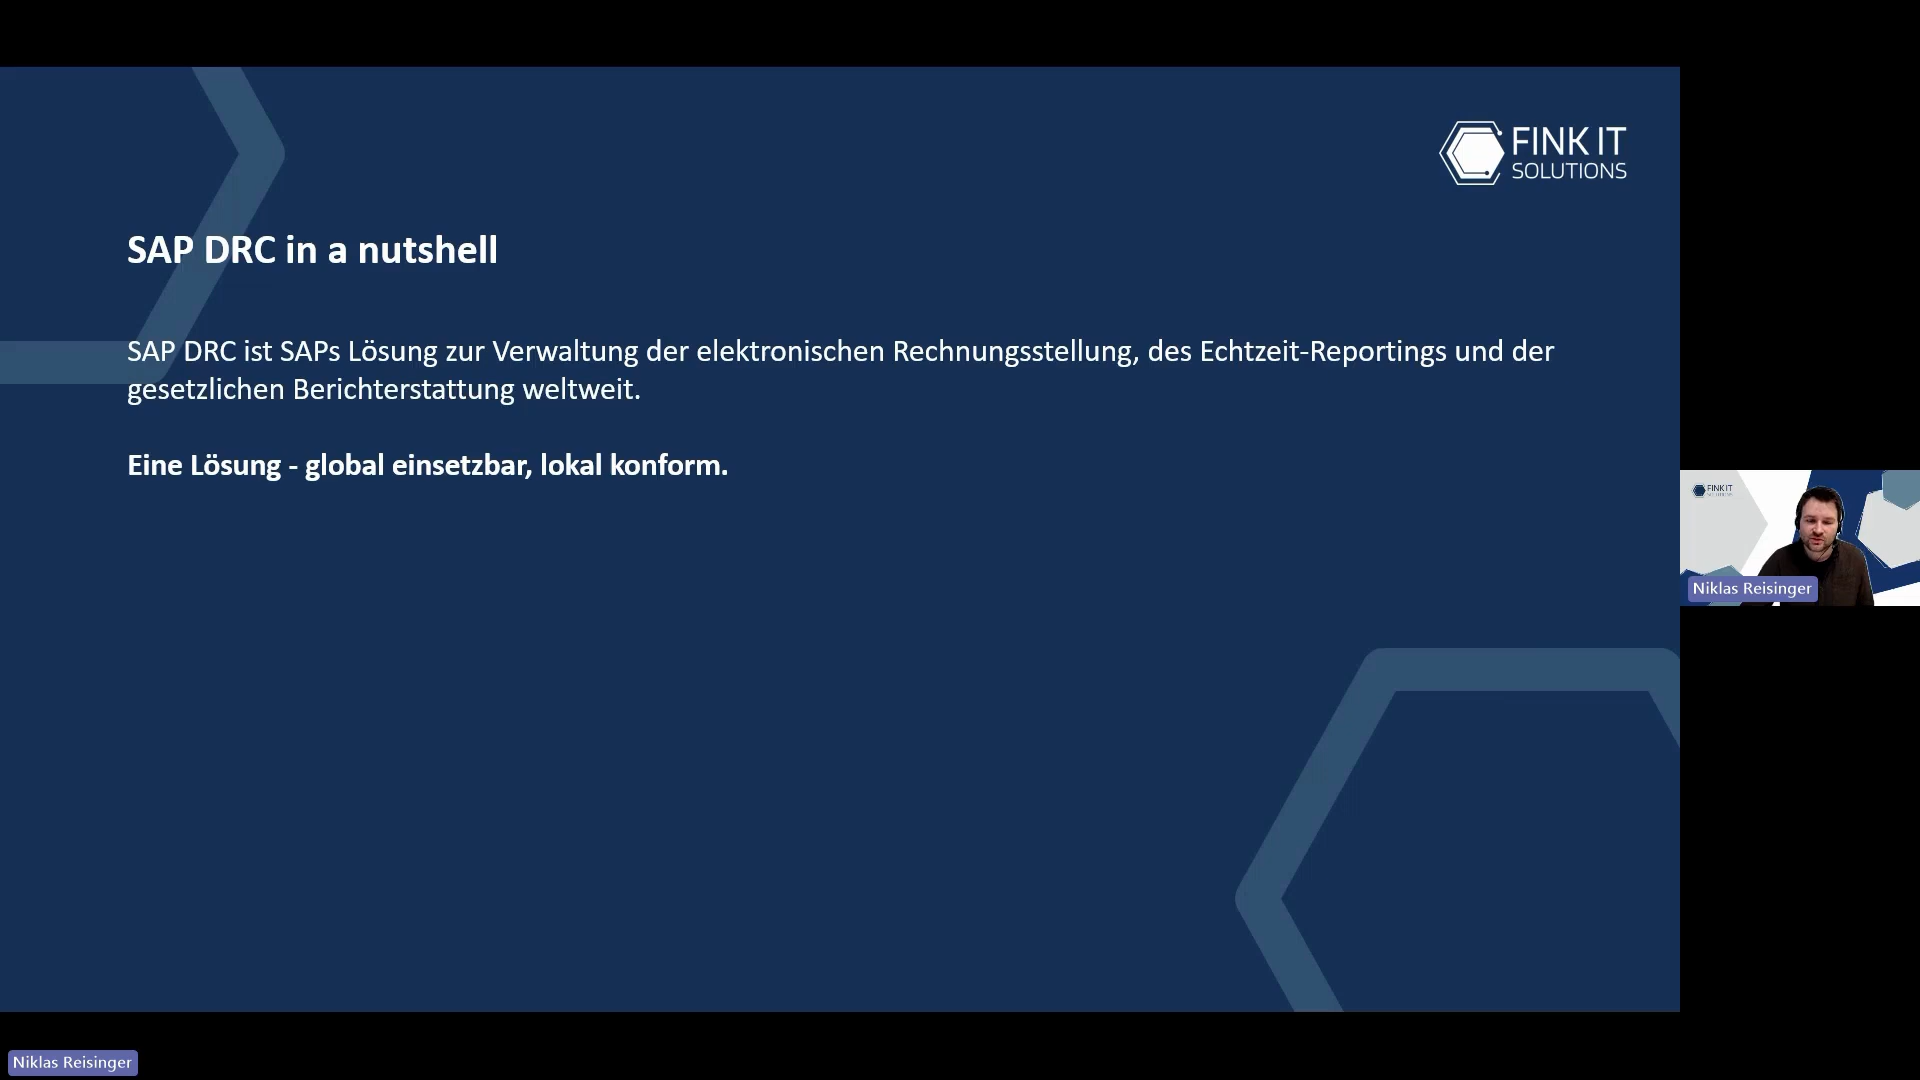 FINK IT
SOLUTIONS
SAP DRC in a nutshell
SAP DRC ist SAPs Lösung zur Verwaltung der elektronischen Rechnungsstellung, des Echtzeit-Reportings und der
gesetzlichen Berichterstattung weltweit.
Eine Lösung - global einsetzbar, lokal konform.
FINK IT
SOLUTIONS
Niklas Reisinger
Niklas Reisinger